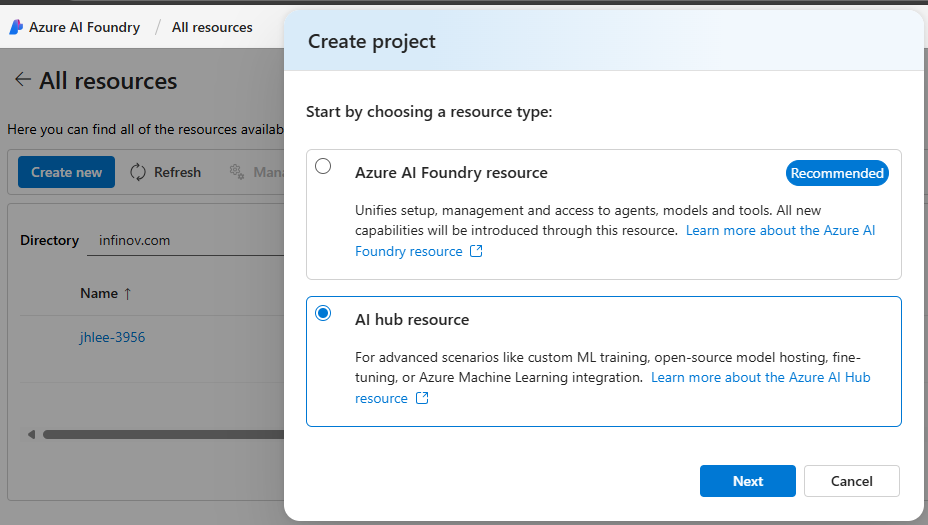 Azure AI Foundry / All resources
Create project
← All resources
Start by choosing a resource type:
Here you can find all of the resources availab
Create new Refresh Mana
Azure AI Foundry resource Recommended
Unifies setup, management and access to agents, models and tools. All new
capabilities will be introduced through this resource. Learn more about the Azure AI
Foundry resource
Directory infinov.com
Name ↑
jhlee-3956
AI hub resource
For advanced scenarios like custom ML training, open-source model hosting, fine-
tuning, or Azure Machine Learning integration. Learn more about the Azure AI Hub
resource
Next Cancel